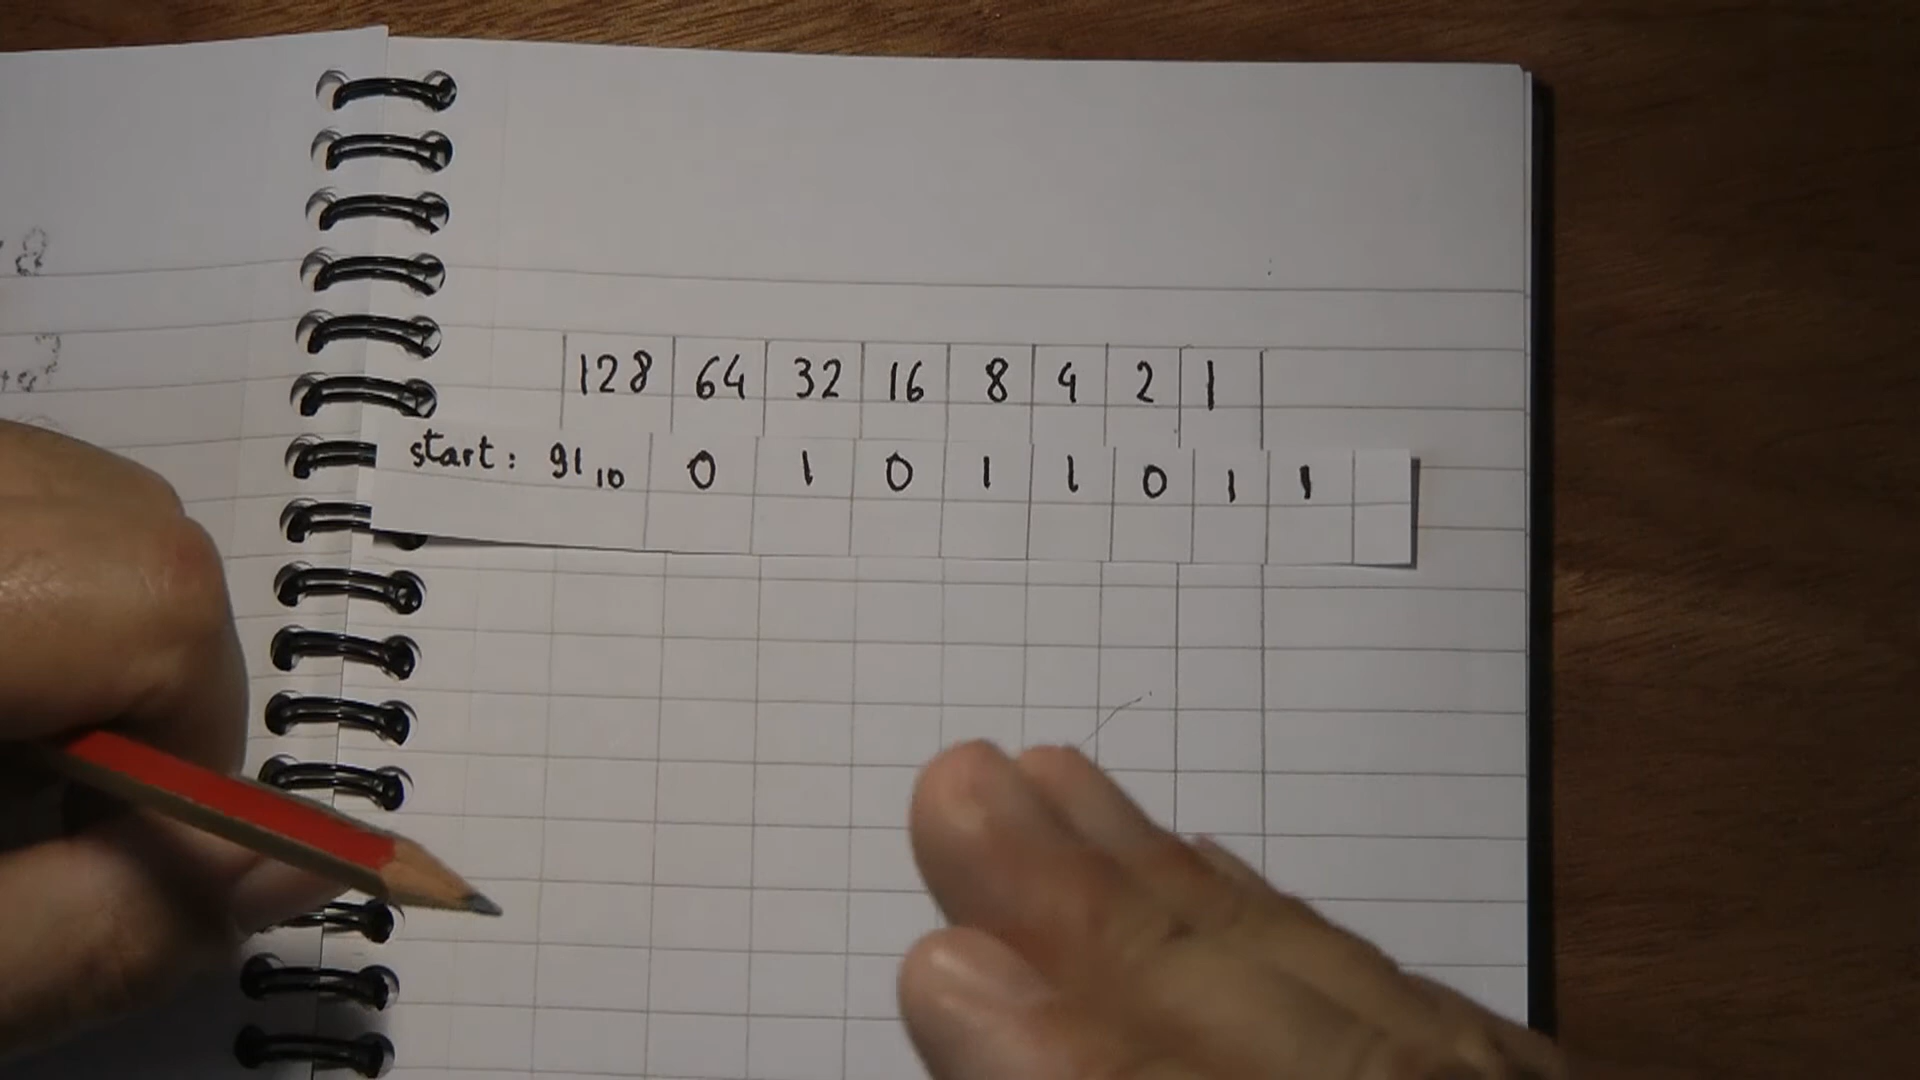 128 64 32 16 8 4 2 1
start: 91₁₀ 0 1 0 1 1 0 1 1